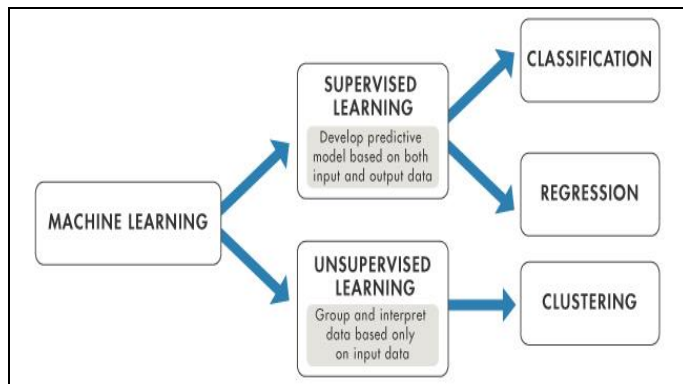 MACHINE LEARNING
SUPERVISED
LEARNING
Develop predictive
model based on both
input and output data
UNSUPERVISED
LEARNING
Group and interpret
data based only
on input data
CLASSIFICATION
REGRESSION
CLUSTERING